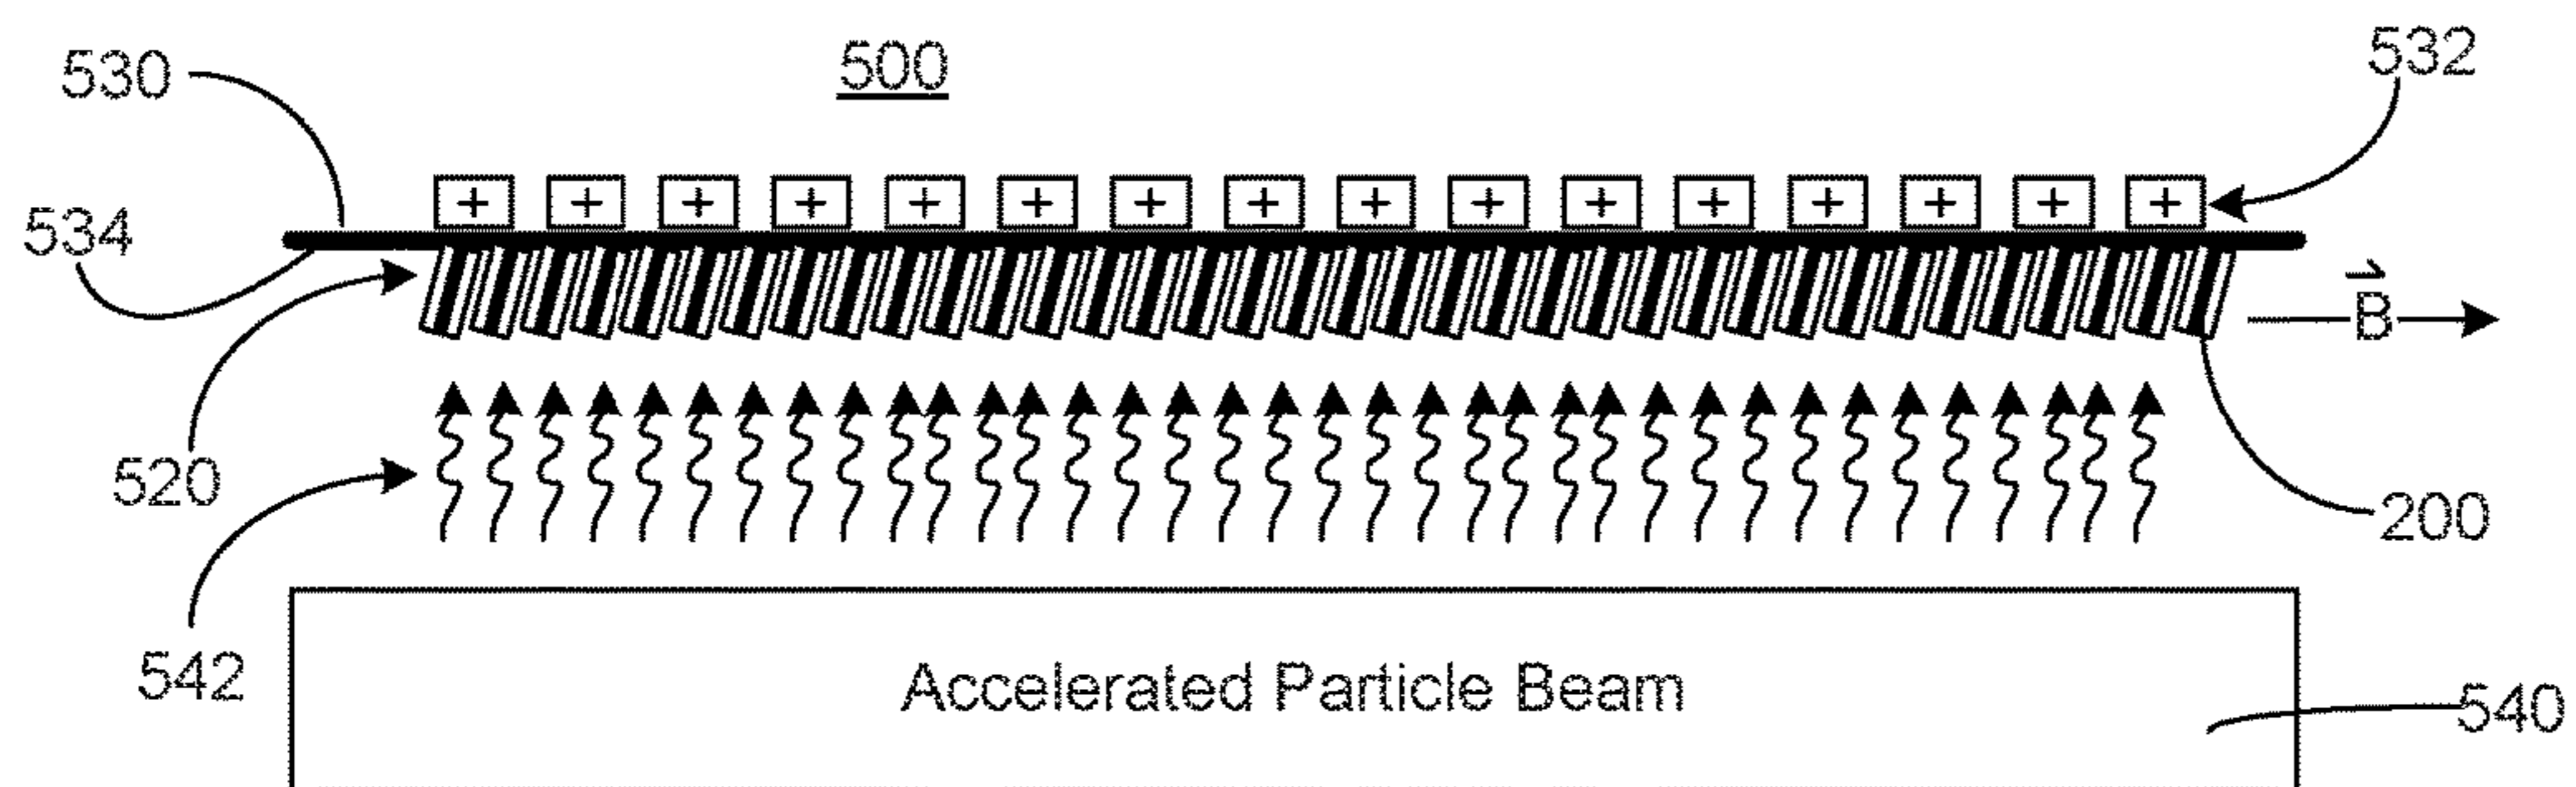 500
530
532
534
+ + + + + + + + + + + + + + + +
B
520
200
542
Accelerated Particle Beam
540